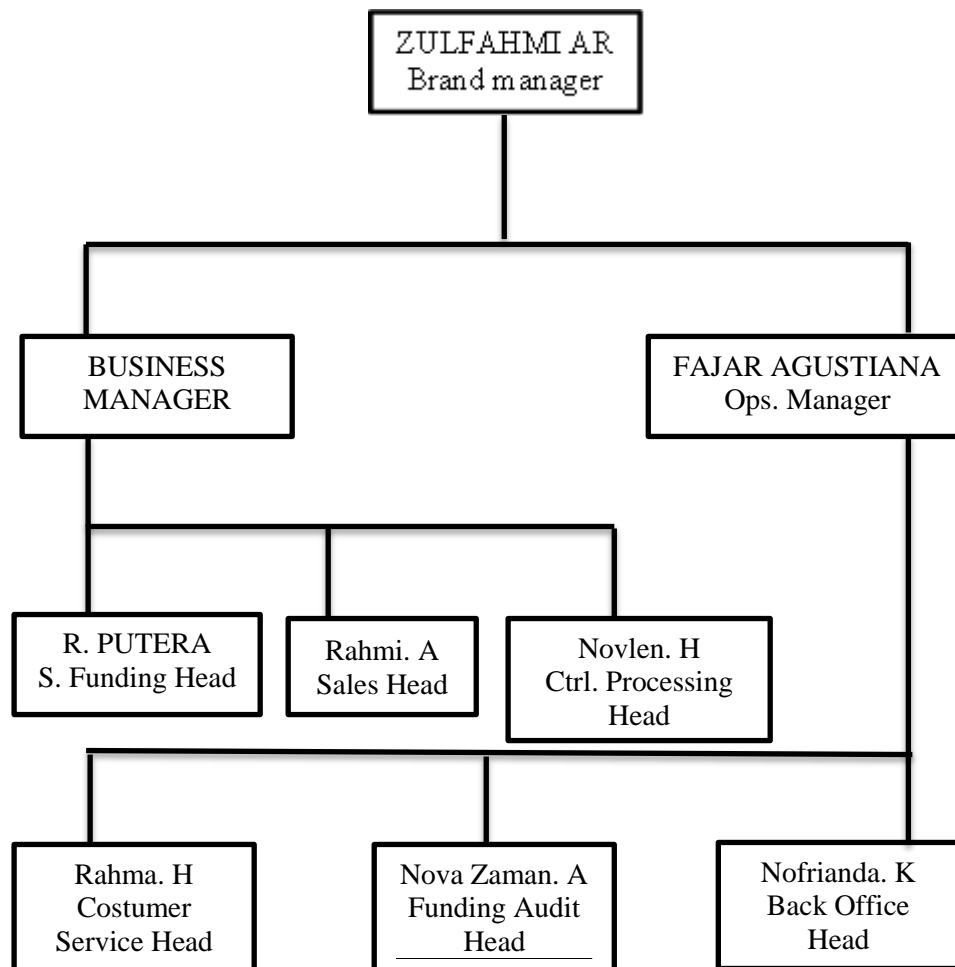 ZULFAHMI AR
Brand manager
BUSINESS
MANAGER
FAJAR AGUSTIANA
Ops. Manager
R. PUTERA
S. Funding Head
Rahmi. A
Sales Head
Novlen. H
Ctrl. Processing
Head
Rahma. H
Costumer
Service Head
Nova Zaman. A
Funding Audit
Head
Nofrianda. K
Back Office
Head